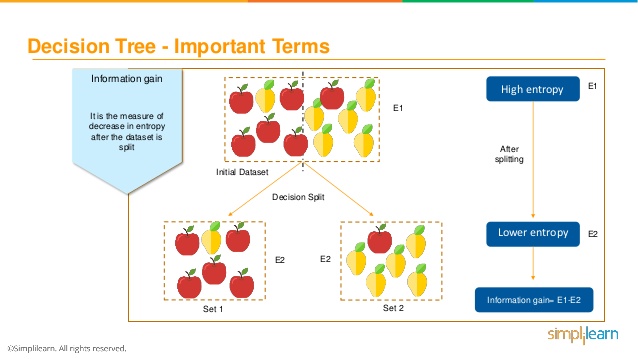 Decision Tree - Important Terms
Information gain
It is the measure of
decrease in entropy
after the dataset is
split
E1
Initial Dataset
Decision Split
E2
E2
Set 1
Set 2
High entropy
E1
After
splitting
Lower entropy
E2
Information gain= E1-E2
©Simplilearn. All rights reserved.
simplilearn